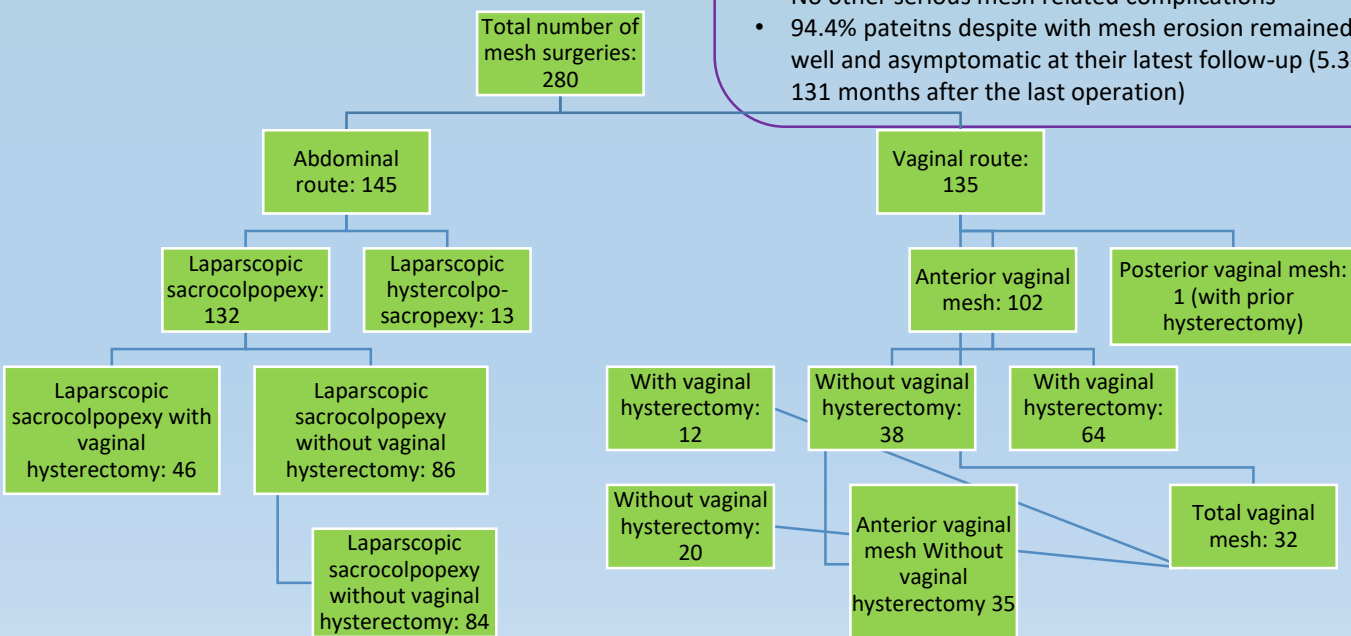 No other serious mesh related complications
• 94.4% pateitns despite with mesh erosion remained
well and asymptomatic at their latest follow-up (5.3
131 months after the last operation)
Total number of
mesh surgeries:
280
Abdominal
route: 145
Vaginal route:
135
Laparscopic
sacrocolpopexy:
132
Laparscopic
hystercolpo-
sacropexy: 13
Anterior vaginal
mesh: 102
Posterior vaginal mesh:
1 (with prior
hysterectomy)
Laparscopic
sacrocolpopexy with
vaginal
hysterectomy: 46
Laparscopic
sacrocolpopexy
without vaginal
hysterectomy: 86
With vaginal
hysterectomy:
12
Without vaginal
hysterectomy:
38
With vaginal
hysterectomy:
64
Without vaginal
hysterectomy:
20
Anterior vaginal
mesh Without
vaginal
hysterectomy 35
Total vaginal
mesh: 32
Laparscopic
sacrocolpopexy
without vaginal
hysterectomy: 84